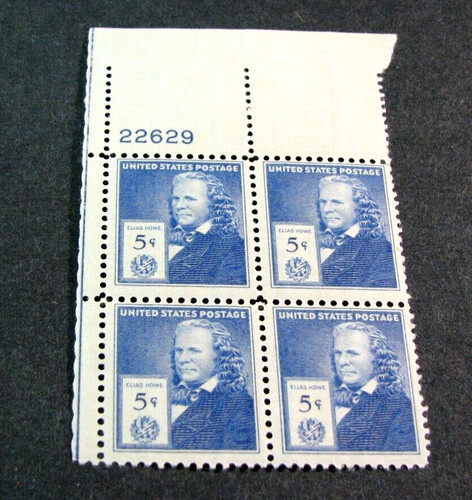 22629
UNITED STATES POSTAGE
ELIAS HOWE
5¢
UNITED STATES POSTAGE
ELIAS HOWE
5¢
UNITED STATES POSTAGE
ELIAS HOWE
5¢
UNITED STATES POSTAGE
ELIAS HOWE
5¢